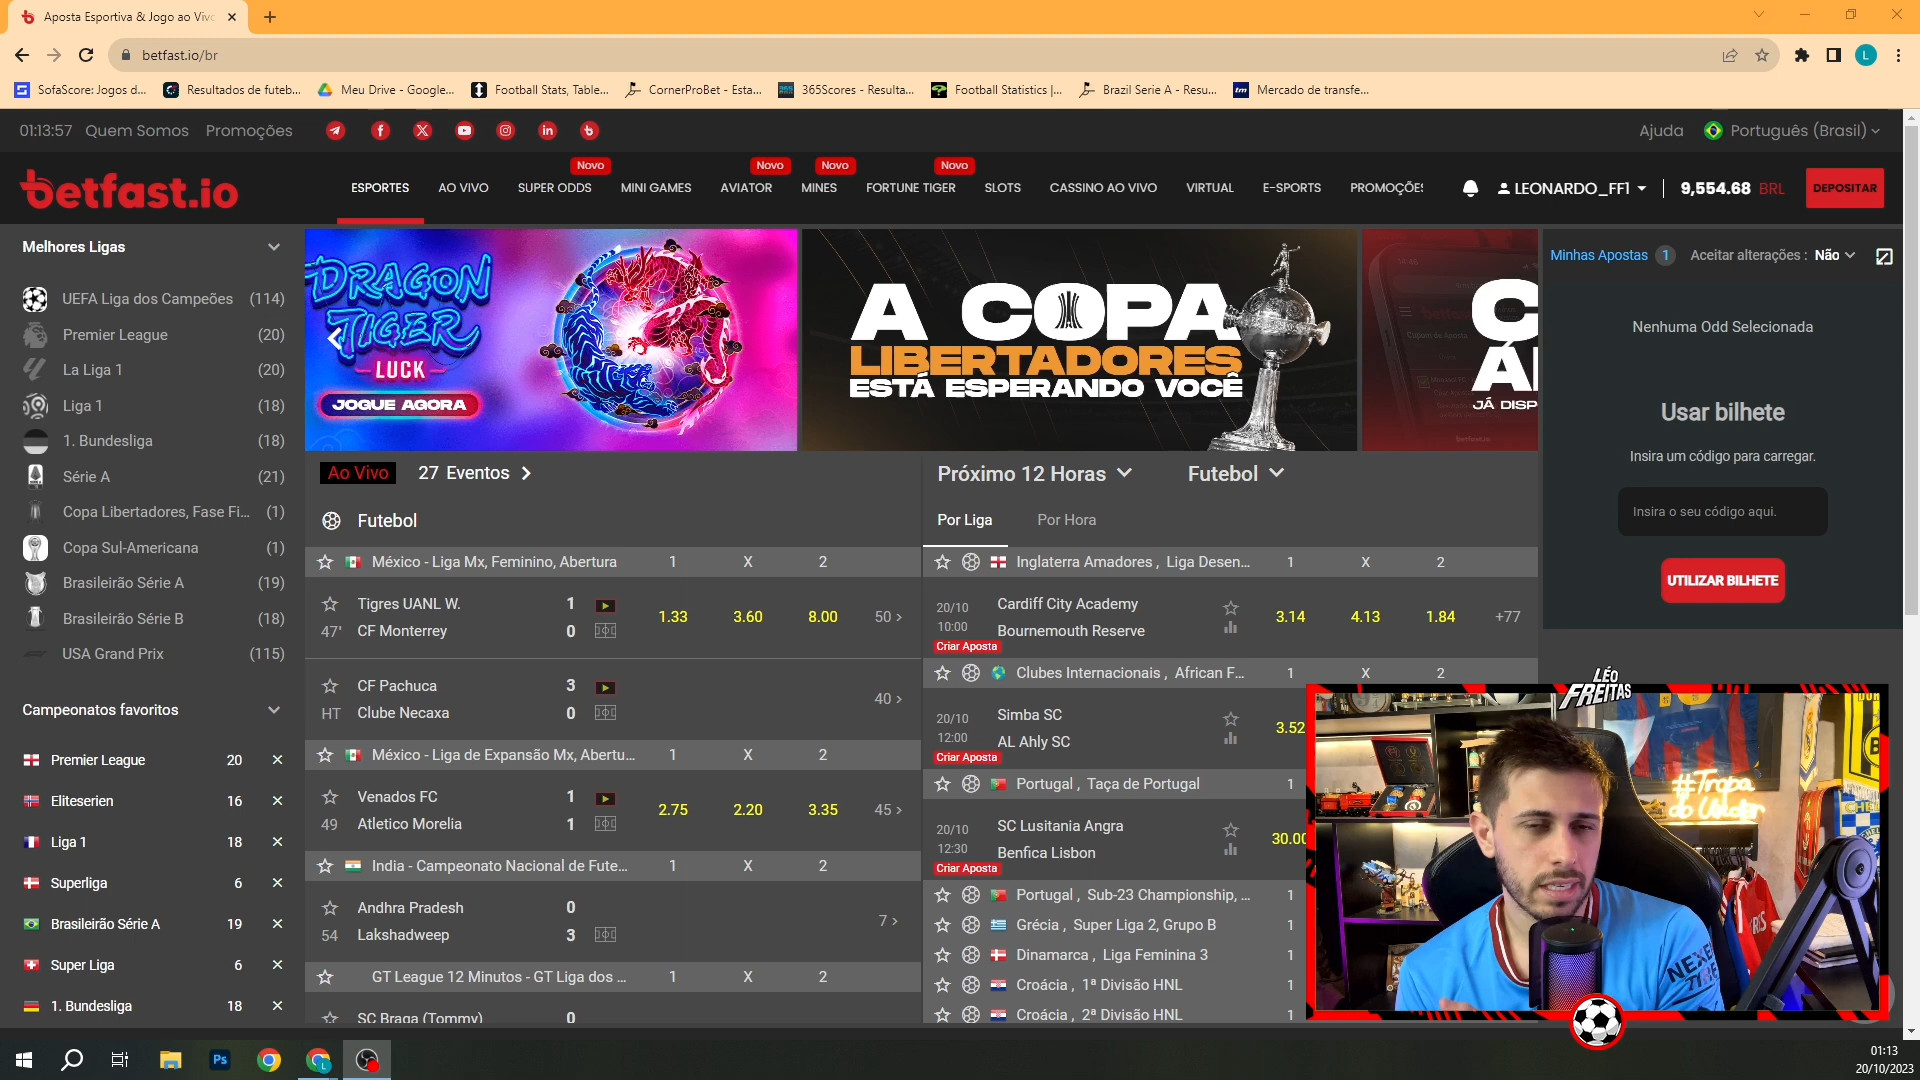 Aposta Esportiva & Jogo ao Vivo
betfast.io/br
L
SofaScore: Jogos d...
Resultados de futeb...
Meu Drive - Google...
Football Stats, Table...
CornerProBet - Esta...
365Scores - Resulta...
Football Statistics |...
Brazil Serie A - Resu...
tm Mercado de transfe...
01:13:57 Quem Somos Promoções
Ajuda Português (Brasil)
betfast.io
ESPORTES
AO VIVO
Novo
SUPER ODDS
MINI GAMES
Novo
AVIATOR
Novo
MINES
Novo
FORTUNE TIGER
SLOTS
CASSINO AO VIVO
VIRTUAL
E-SPORTS
PROMOÇÕES
LEONARDO_FF1
9,554.68 BRL
DEPOSITAR
Melhores Ligas
UEFA Liga dos Campeões (114)
Premier League (20)
La Liga 1 (20)
Liga 1 (18)
1. Bundesliga (18)
Série A (21)
Copa Libertadores, Fase Fi... (1)
Copa Sul-Americana (1)
Brasileirão Série A (19)
Brasileirão Série B (18)
USA Grand Prix (115)
Campeonatos favoritos
Premier League 20
Eliteserien 16
Liga 1 18
Superliga 6
Brasileirão Série A 19
Super Liga 6
1. Bundesliga 18
DRAGON
TIGER
LUCK
JOGUE AGORA
A COPA
LIBERTADORES
ESTÁ ESPERANDO VOCÊ
JÁ DISP
Ao Vivo 27 Eventos
Futebol
México - Liga Mx, Feminino, Abertura 1 X 2
Tigres UANL W. 1
47' CF Monterrey 0
1.33 3.60 8.00 50 >
CF Pachuca 3
HT Clube Necaxa 0
40 >
México - Liga de Expansão Mx, Abertu... 1 X 2
Venados FC 1
49 Atletico Morelia 1
2.75 2.20 3.35 45 >
India - Campeonato Nacional de Fute... 1 X 2
Andhra Pradesh 0
54 Lakshadweep 3
7 >
GT League 12 Minutos - GT Liga dos ... 1 X 2
SC Braga (Tommy) 0
Próximo 12 Horas Futebol
Por Liga Por Hora
Inglaterra Amadores , Liga Desen... 1 X 2
20/10 Cardiff City Academy
10:00 Bournemouth Reserve
3.14 4.13 1.84 +77
Criar Aposta
Clubes Internacionais , African F... 1 X 2
20/10 Simba SC
12:00 AL Ahly SC
3.52
Criar Aposta
Portugal , Taça de Portugal 1
20/10 SC Lusitania Angra
12:30 Benfica Lisbon
30.00
Criar Aposta
Portugal , Sub-23 Championship, ... 1
Grécia , Super Liga 2, Grupo B 1
Dinamarca , Liga Feminina 3 1
Croácia , 1ª Divisão HNL 1
Croácia , 2ª Divisão HNL 1
Minhas Apostas 1 Aceitar alterações : Não
Nenhuma Odd Selecionada
Usar bilhete
Insira um código para carregar.
Insira o seu código aqui.
UTILIZAR BILHETE
LÉO
FREITAS
#Tropa
do Vinder
NEXEN
TIRE
Ps
01:13
20/10/2023